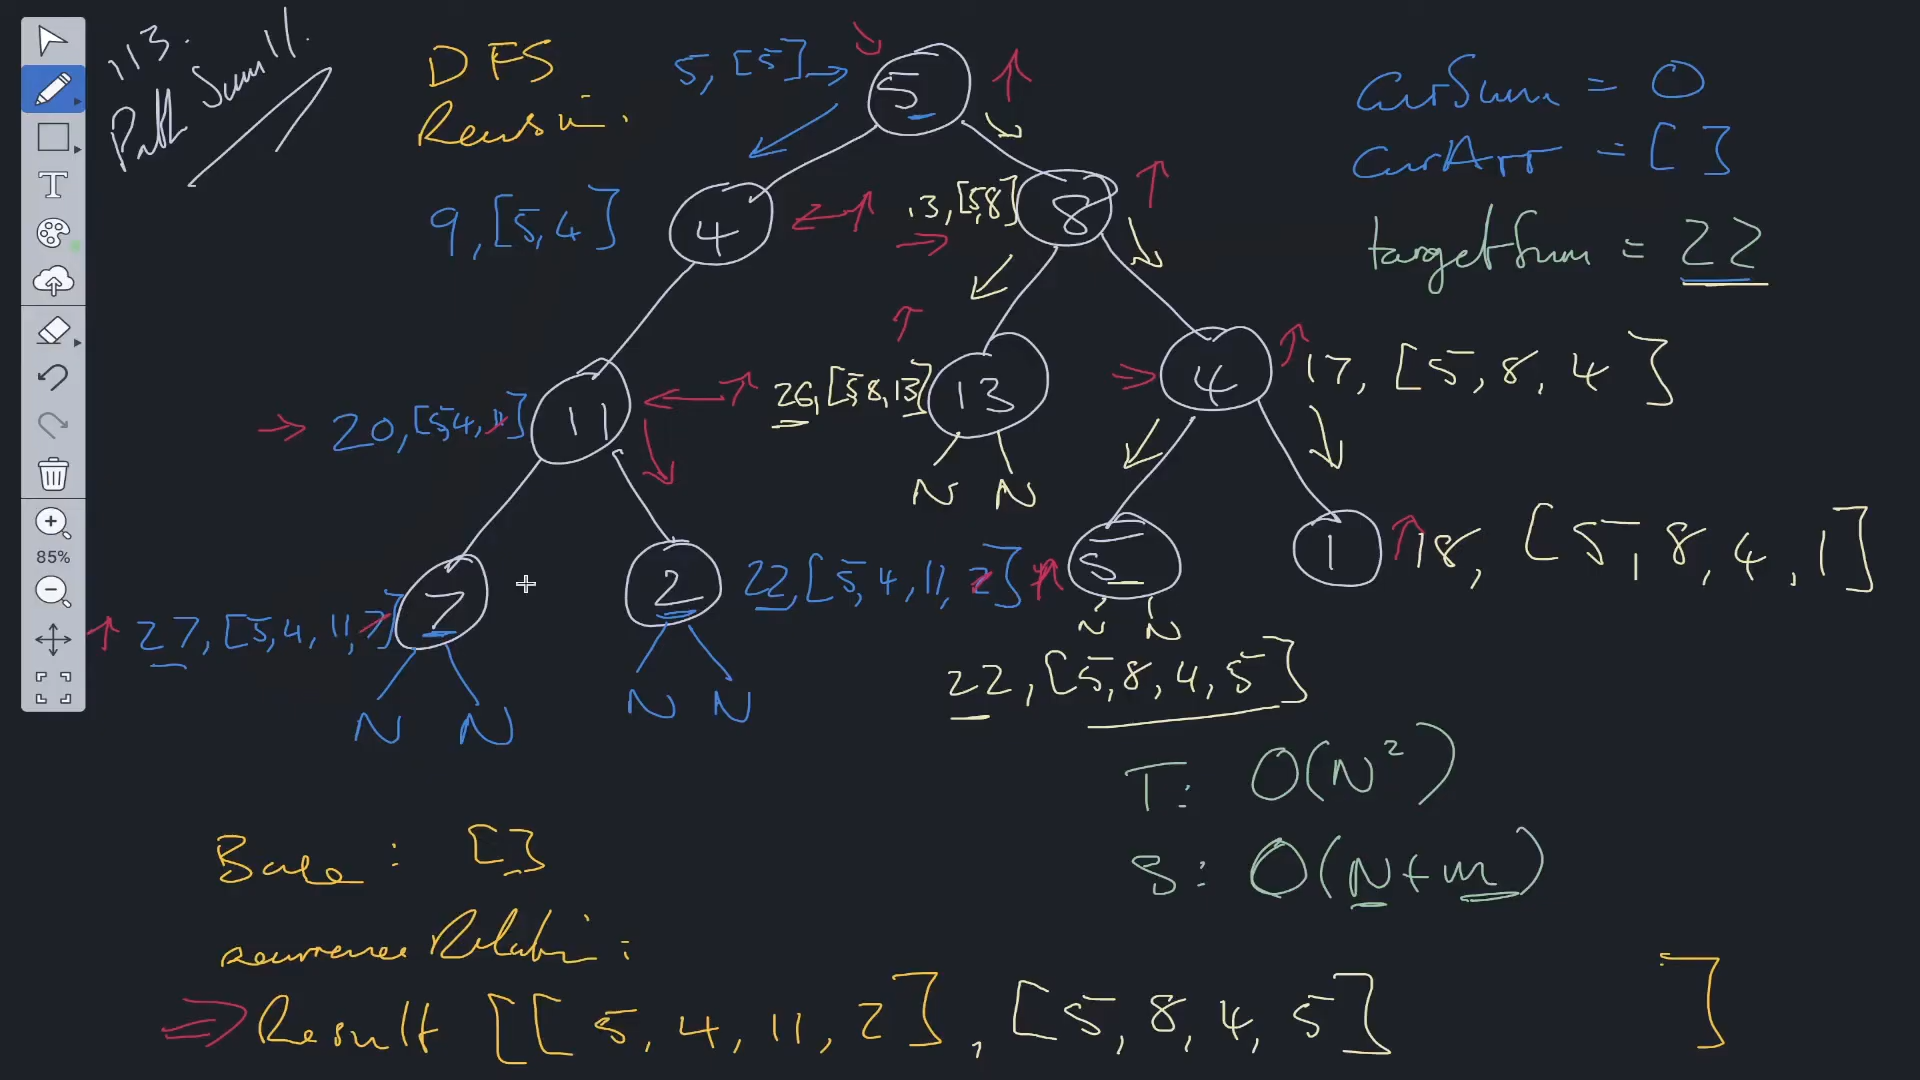 113.
Path Sum II.
DFS
Recursion.
5, [5]
5
curSum = 0
curArr = [ ]
targetSum = 22
9, [5,4]
4
13, [5,8]
8
20, [5,4,11]
11
26, [5,8,13]
13
4
17, [5, 8, 4 ]
N N
27, [5,4,11,7]
7
2
22, [5,4,11,2]
5
1
18, [5, 8, 4, 1]
N N
N N
N N
22, [5,8,4,5]
T: O(N²)
S: O(N+m)
Base : []
recurrence Relation :
Result [[ 5, 4, 11, 2], [5, 8, 4, 5] ]
T
85%